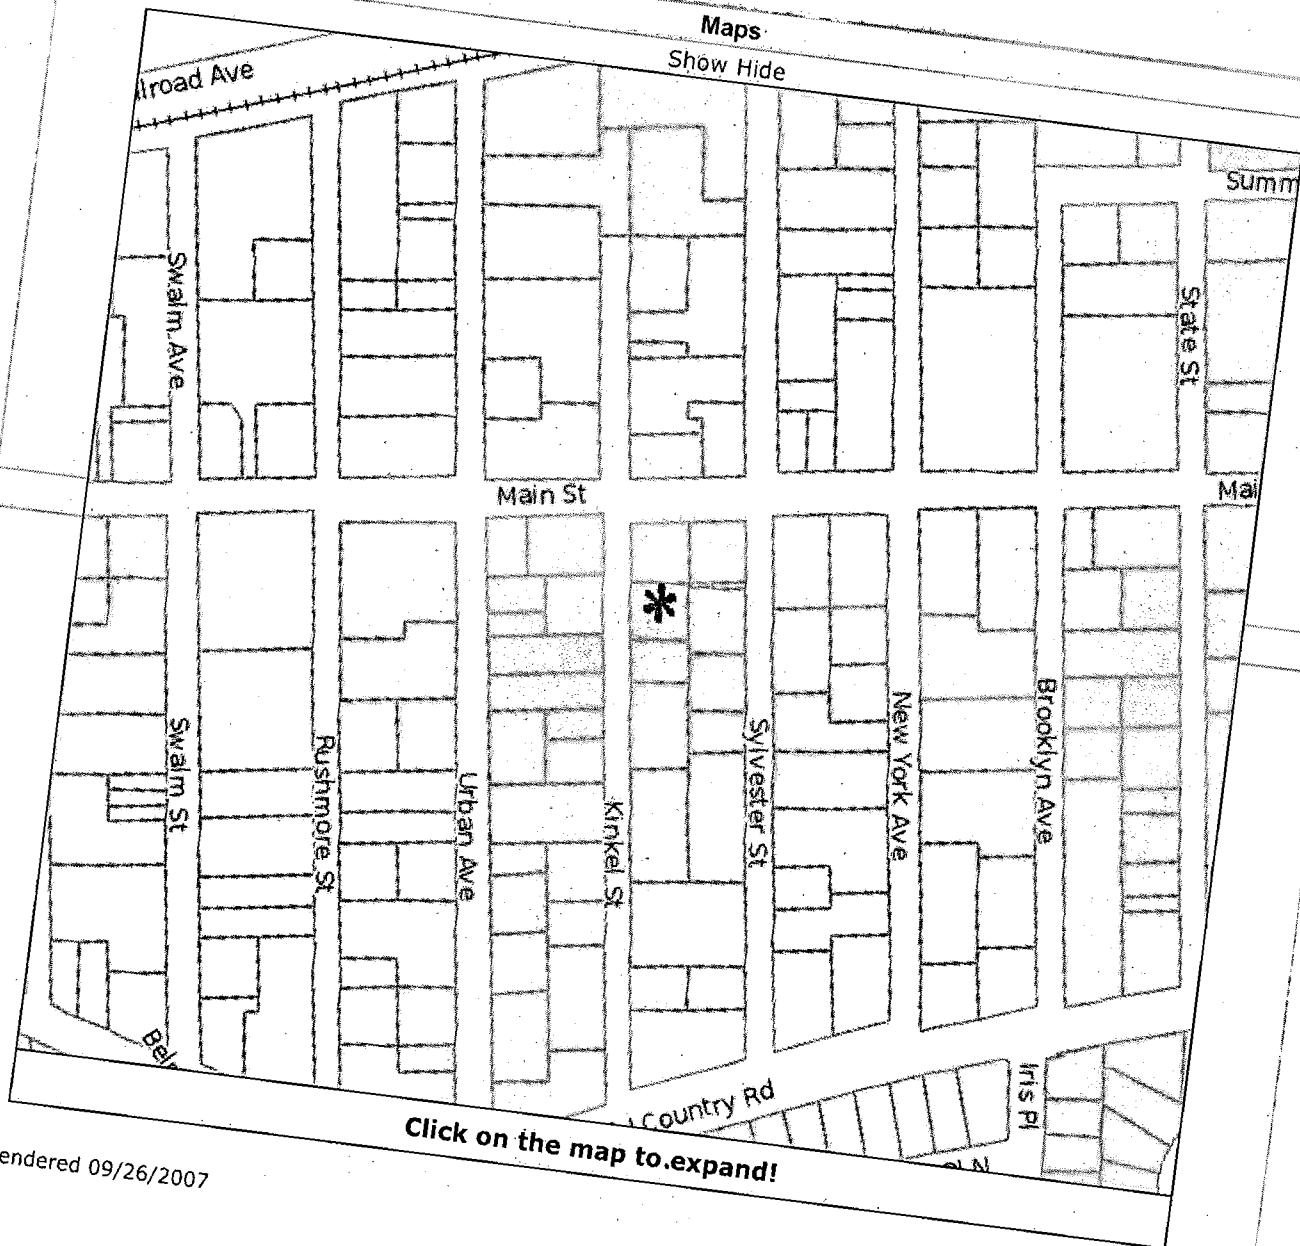 Maps
Show Hide
lroad Ave
Summ
Swalm Ave
State St
Main St
Mai
Swalm St
Rushmore St
Urban Ave
Kinkel St
Sylvester St
New York Ave
Brooklyn Ave
Iris Pl
Country Rd
Click on the map to expand!
endered 09/26/2007